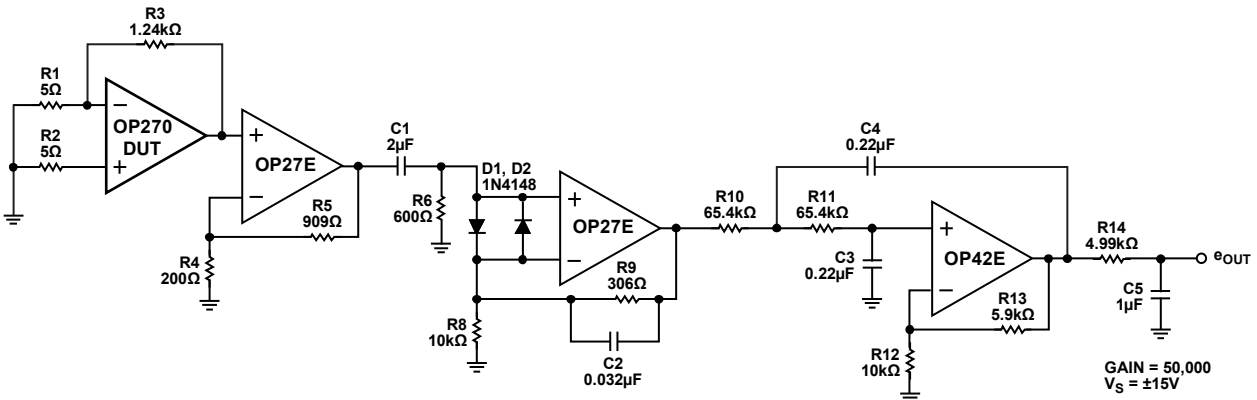 R3
1.24kΩ
R1
5Ω
R2
5Ω
−
+
OP270
DUT
+
−
OP27E
R5
909Ω
R4
200Ω
C1
2µF
R6
600Ω
D1, D2
1N4148
+
−
OP27E
R9
306Ω
R8
10kΩ
C2
0.032µF
R10
65.4kΩ
R11
65.4kΩ
C4
0.22µF
C3
0.22µF
+
−
OP42E
R13
5.9kΩ
R12
10kΩ
R14
4.99kΩ
C5
1µF
eOUT
GAIN = 50,000
VS = ±15V